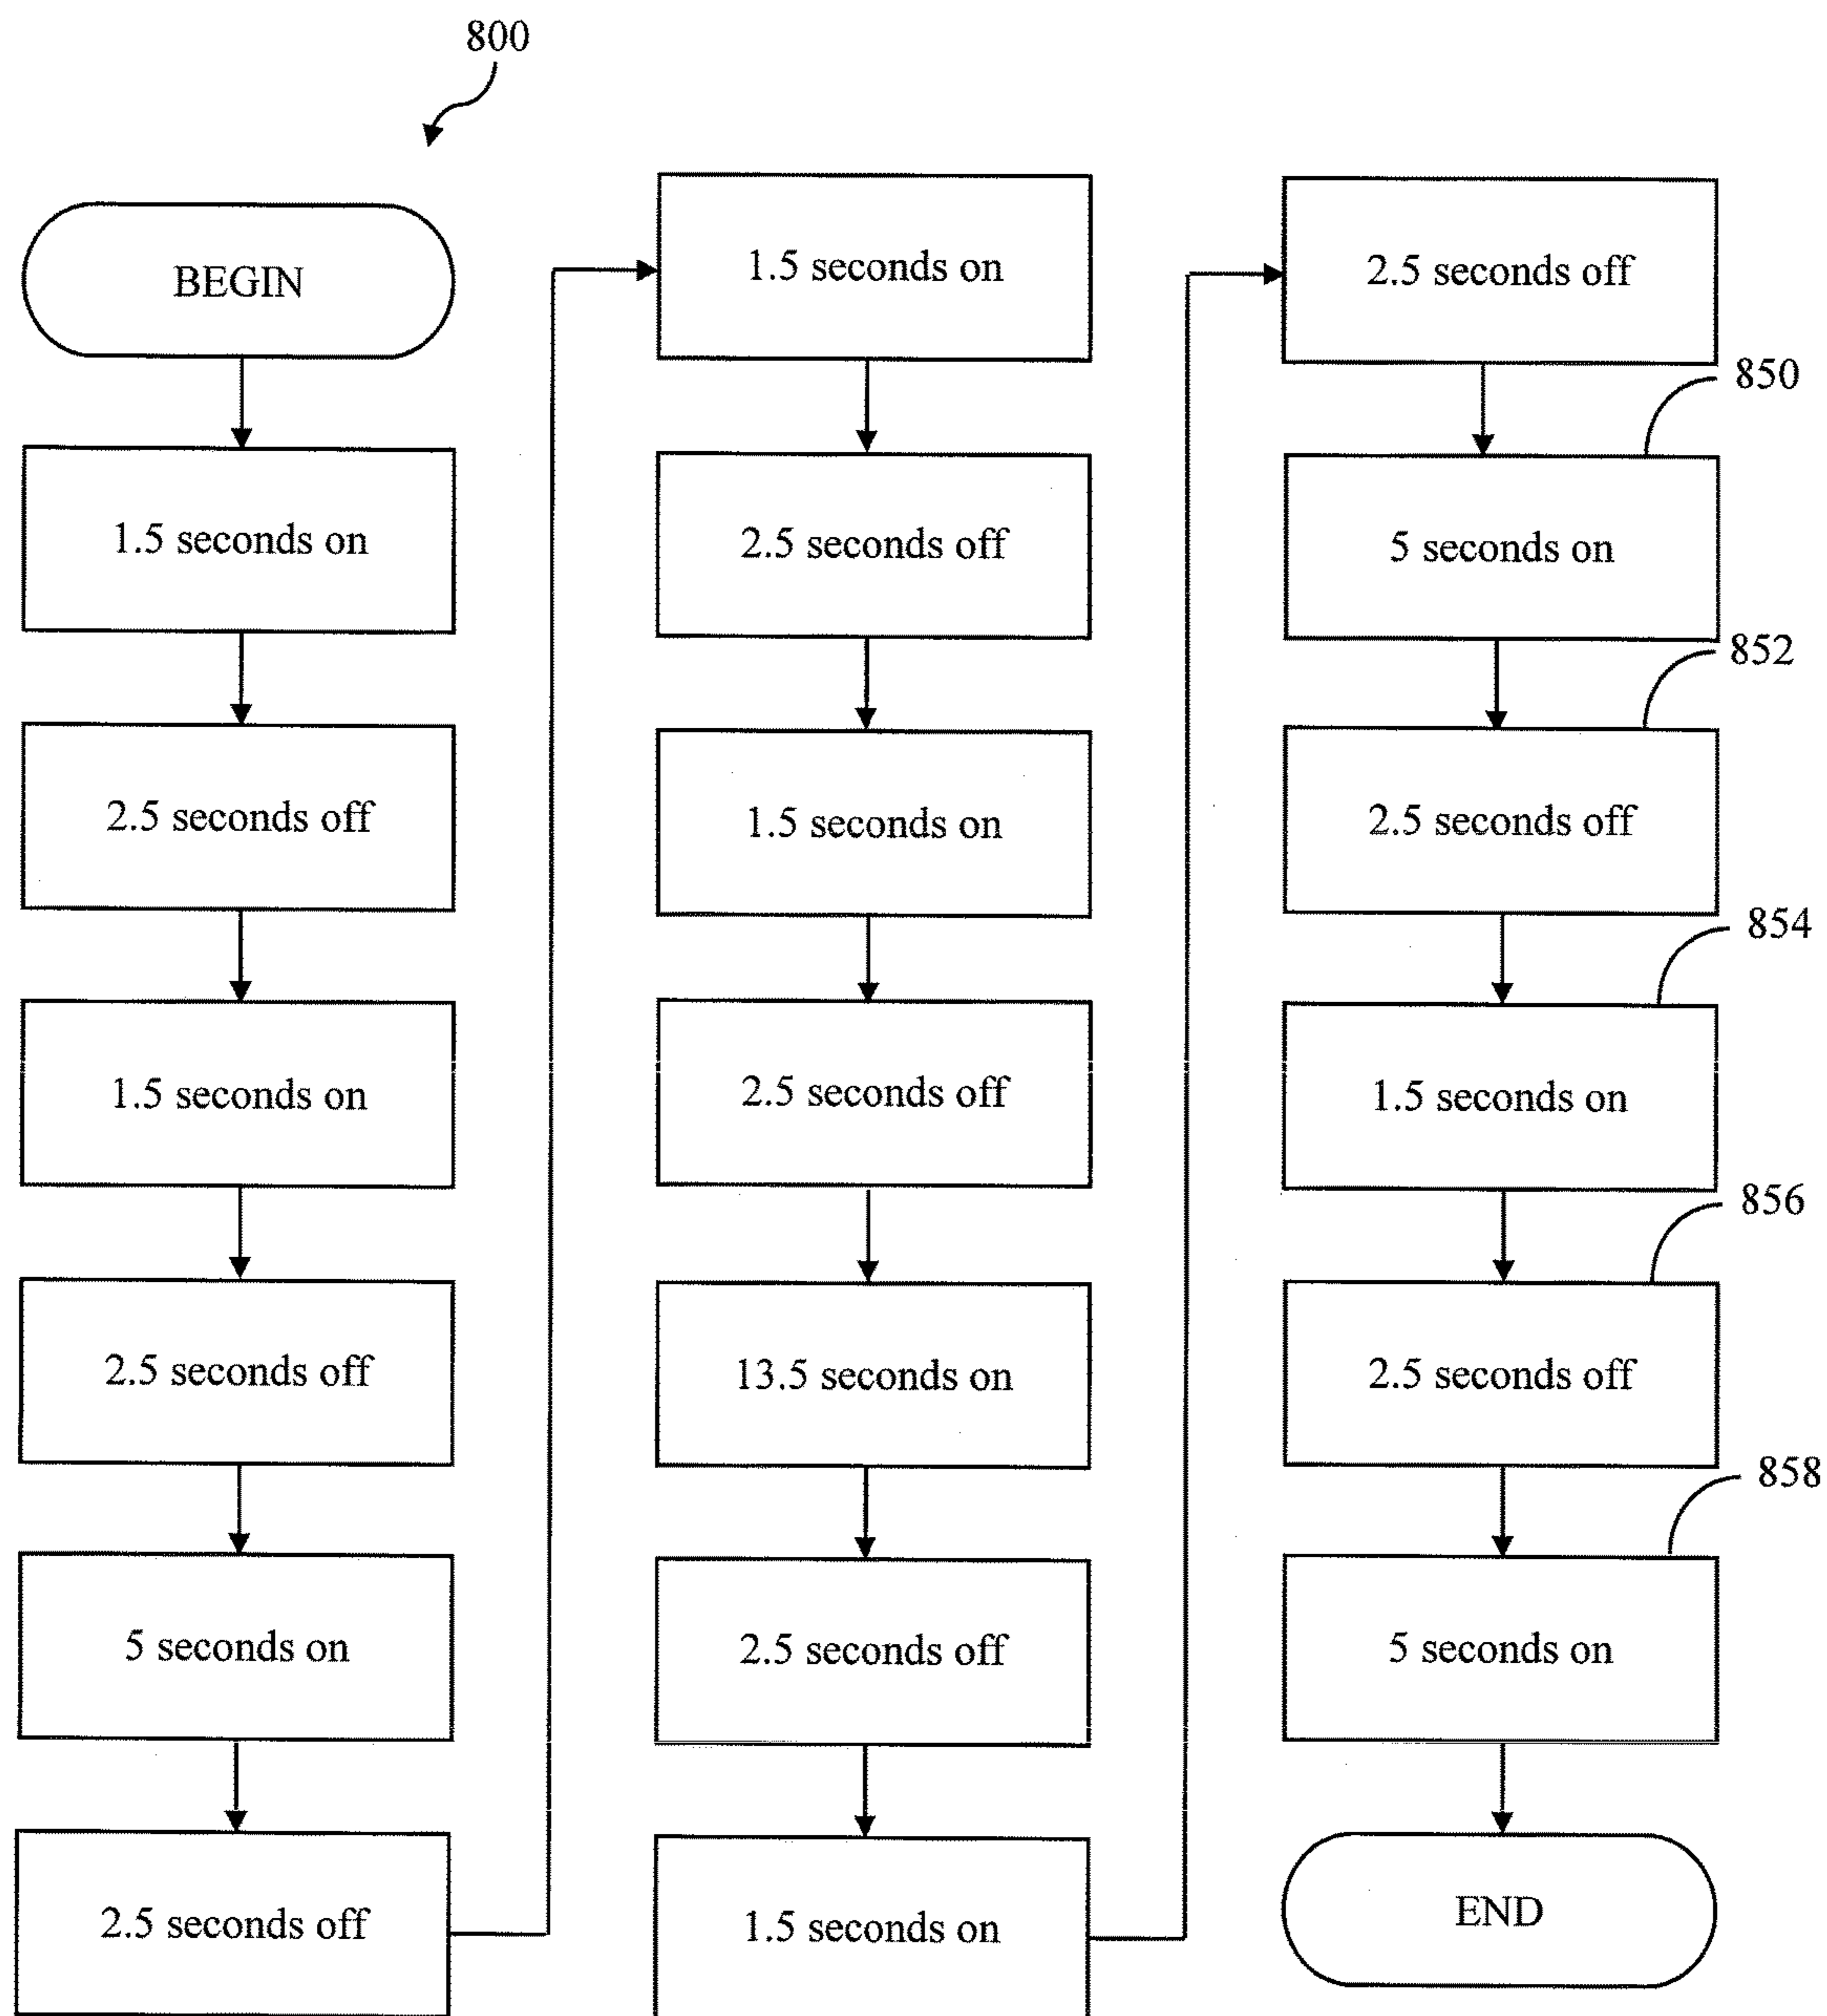 800
BEGIN
1.5 seconds on
2.5 seconds off
1.5 seconds on
2.5 seconds off
5 seconds on
2.5 seconds off
1.5 seconds on
2.5 seconds off
1.5 seconds on
2.5 seconds off
13.5 seconds on
2.5 seconds off
1.5 seconds on
2.5 seconds off
850
5 seconds on
852
2.5 seconds off
854
1.5 seconds on
856
2.5 seconds off
858
5 seconds on
END